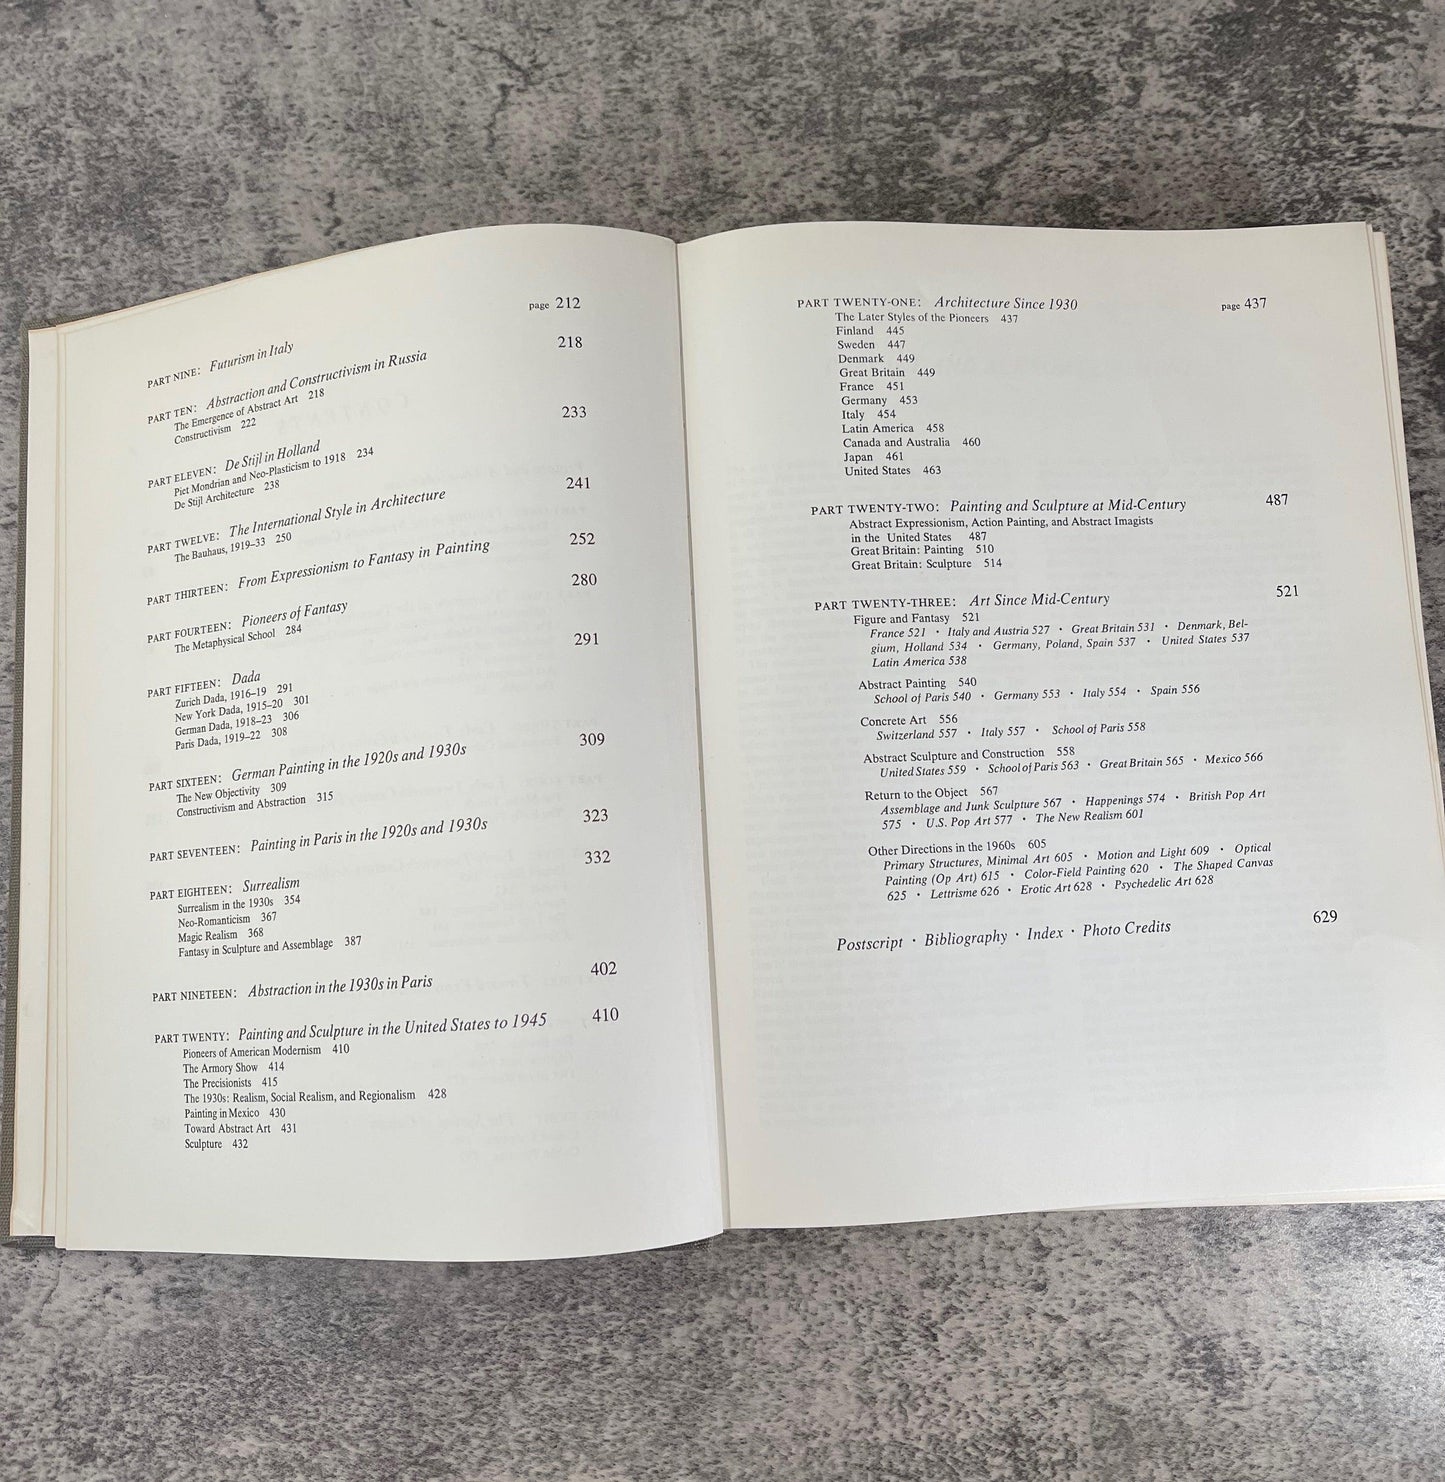 PART NINE: Futurism in Italy page 212
PART TEN: Abstraction and Constructivism in Russia 218
The Emergence of Abstract Art 218
Constructivism 222
PART ELEVEN: De Stijl in Holland 233
Piet Mondrian and Neo-Plasticism to 1918 234
De Stijl Architecture 238
PART TWELVE: The International Style in Architecture 241
The Bauhaus, 1919–33 250
PART THIRTEEN: From Expressionism to Fantasy in Painting 252
PART FOURTEEN: Pioneers of Fantasy 280
The Metaphysical School 284
PART FIFTEEN: Dada 291
Zurich Dada, 1916–19 291
New York Dada, 1915–20 301
German Dada, 1918–23 306
Paris Dada, 1919–22 308
PART SIXTEEN: German Painting in the 1920s and 1930s 309
The New Objectivity 309
Constructivism and Abstraction 315
PART SEVENTEEN: Painting in Paris in the 1920s and 1930s 323
PART EIGHTEEN: Surrealism 332
Surrealism in the 1930s 354
Neo-Romanticism 367
Magic Realism 368
Fantasy in Sculpture and Assemblage 387
PART NINETEEN: Abstraction in the 1930s in Paris 402
PART TWENTY: Painting and Sculpture in the United States to 1945 410
Pioneers of American Modernism 410
The Armory Show 414
The Precisionists 415
The 1930s: Realism, Social Realism, and Regionalism 428
Painting in Mexico 430
Toward Abstract Art 431
Sculpture 432
PART TWENTY-ONE: Architecture Since 1930 page 437
The Later Styles of the Pioneers 437
Finland 445
Sweden 447
Denmark 449
Great Britain 449
France 451
Germany 453
Italy 454
Latin America 458
Canada and Australia 460
Japan 461
United States 463
PART TWENTY-TWO: Painting and Sculpture at Mid-Century 487
Abstract Expressionism, Action Painting, and Abstract Imagists
in the United States 487
Great Britain: Painting 510
Great Britain: Sculpture 514
PART TWENTY-THREE: Art Since Mid-Century 521
Figure and Fantasy 521
France 521 • Italy and Austria 527 • Great Britain 531 • Denmark, Bel-
gium, Holland 534 • Germany, Poland, Spain 537 • United States 537
Latin America 538
Abstract Painting 540
School of Paris 540 • Germany 553 • Italy 554 • Spain 556
Concrete Art 556
Switzerland 557 • Italy 557 • School of Paris 558
Abstract Sculpture and Construction 558
United States 559 • School of Paris 563 • Great Britain 565 • Mexico 566
Return to the Object 567
Assemblage and Junk Sculpture 567 • Happenings 574 • British Pop Art
575 • U.S. Pop Art 577 • The New Realism 601
Other Directions in the 1960s 605
Primary Structures, Minimal Art 605 • Motion and Light 609 • Optical
Painting (Op Art) 615 • Color-Field Painting 620 • The Shaped Canvas
625 • Lettrisme 626 • Erotic Art 628 • Psychedelic Art 628
Postscript • Bibliography • Index • Photo Credits 629